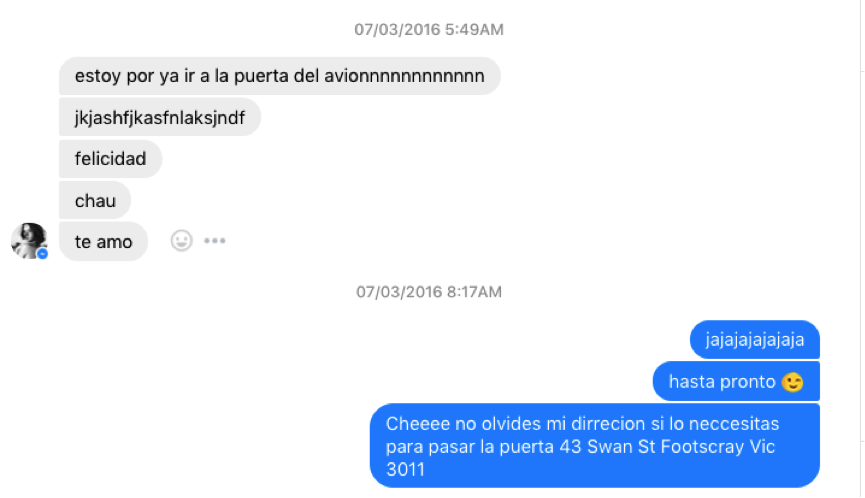 07/03/2016 5:49AM
estoy por ya ir a la puerta del avionnnnnnnnnnnn
jkjashfjkasfnlaksjndf
felicidad
chau
te amo
07/03/2016 8:17AM
jajajajajajaja
hasta pronto 😉
Cheeee no olvides mi dirrecion si lo neccesitas
para pasar la puerta 43 Swan St Footscray Vic
3011